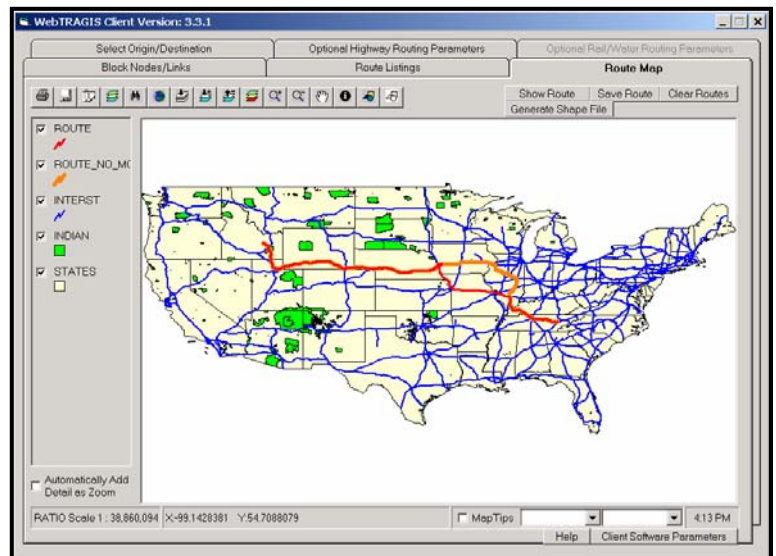 WebTRAGIS Client Version: 3.3.1
Select Origin/Destination
Optional Highway Routing Parameters
Optional Rail/Water Routing Parameters
Block Nodes/Links
Route Listings
Route Map
Show Route
Save Route
Clear Routes
Generate Shape File
ROUTE
ROUTE_NO_MO
INTERST
INDIAN
STATES
Automatically Add
Detail as Zoom
RATIO Scale 1 : 38,860,094
X:-99.1428381 Y:54.7088079
MapTips
4:13 PM
Help
Client Software Parameters